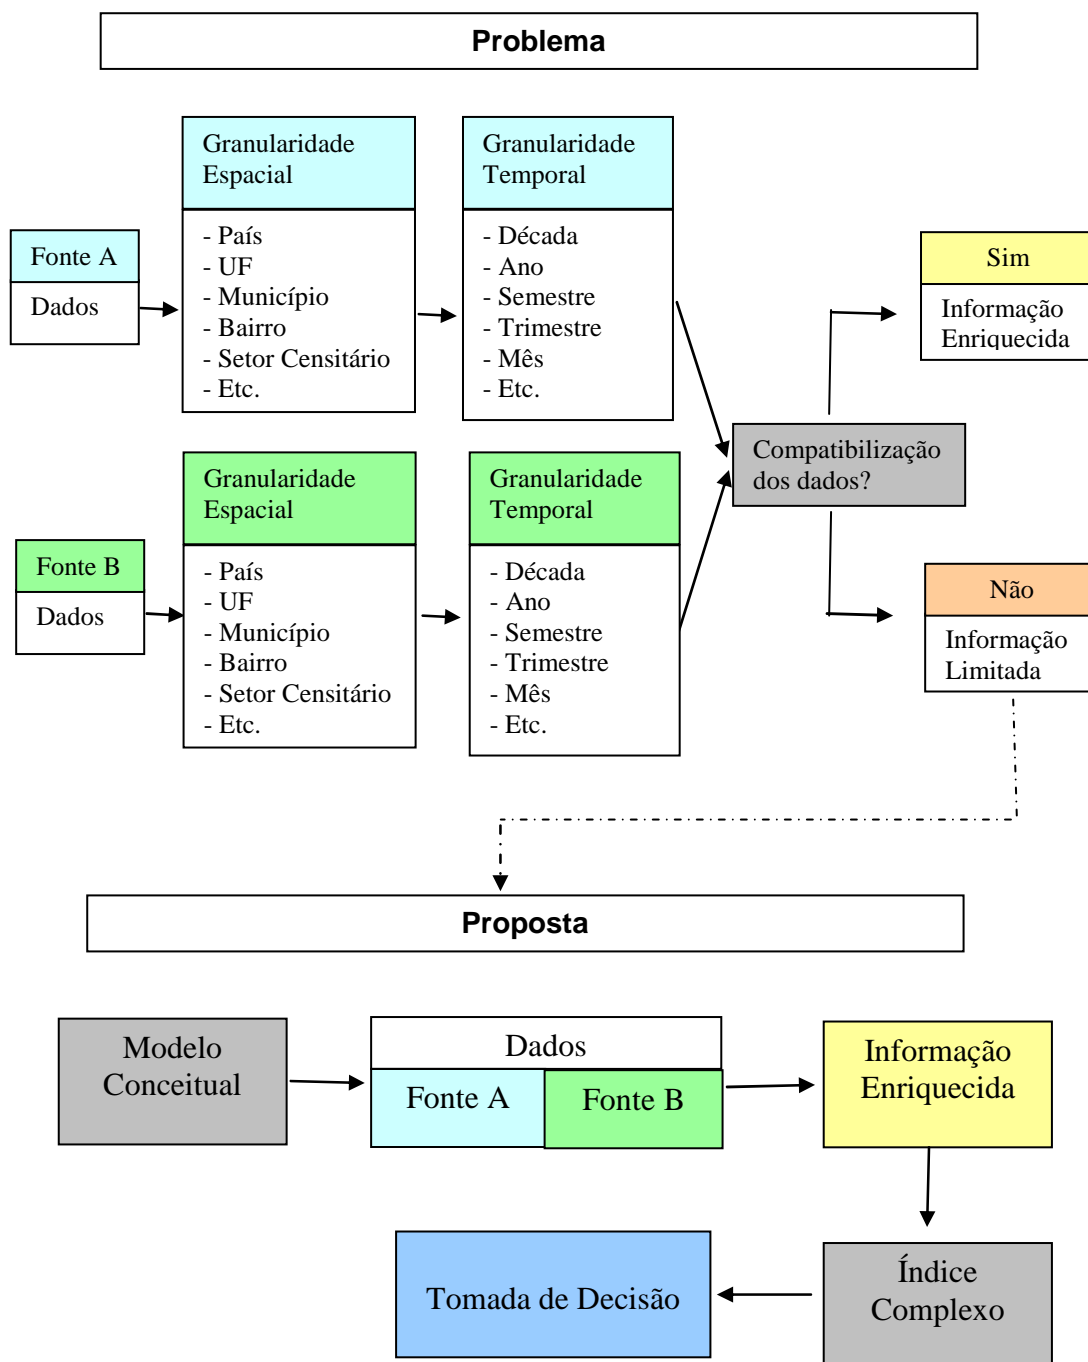 Problema
Fonte A
Dados
Granularidade
Espacial
- País
- UF
- Município
- Bairro
- Setor Censitário
- Etc.
Granularidade
Temporal
- Década
- Ano
- Semestre
- Trimestre
- Mês
- Etc.
Fonte B
Dados
Granularidade
Espacial
- País
- UF
- Município
- Bairro
- Setor Censitário
- Etc.
Granularidade
Temporal
- Década
- Ano
- Semestre
- Trimestre
- Mês
- Etc.
Compatibilização
dos dados?
Sim
Informação
Enriquecida
Não
Informação
Limitada
Proposta
Modelo
Conceitual
Dados
Fonte A
Fonte B
Informação
Enriquecida
Índice
Complexo
Tomada de Decisão